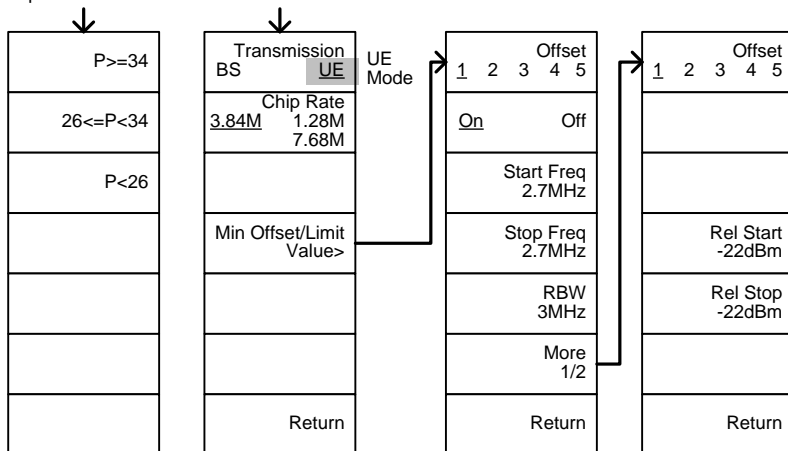 P>=34
26<=P<34
P<26
Transmission
BS UE
UE
Mode
Chip Rate
3.84M 1.28M
7.68M
Min Offset/Limit
Value>
Return
Offset
1 2 3 4 5
On Off
Start Freq
2.7MHz
Stop Freq
2.7MHz
RBW
3MHz
More
1/2
Return
Offset
1 2 3 4 5
Rel Start
-22dBm
Rel Stop
-22dBm
Return